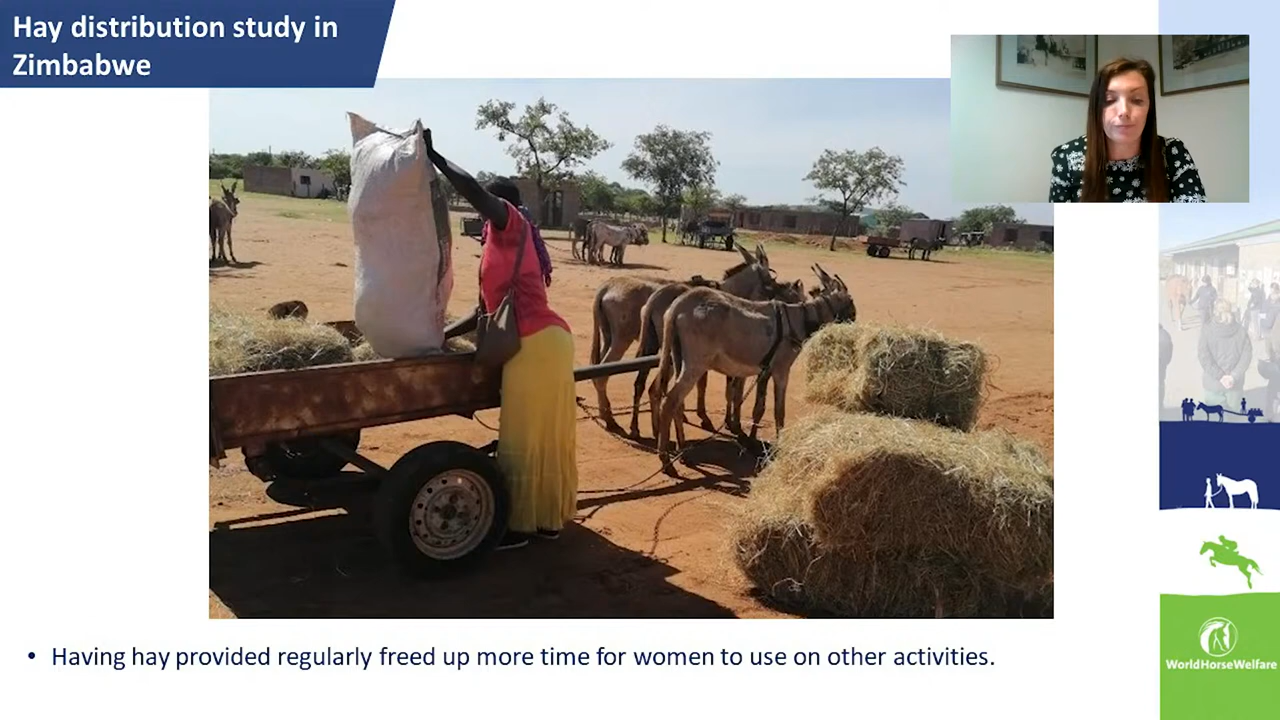 Hay distribution study in
Zimbabwe
• Having hay provided regularly freed up more time for women to use on other activities.
WorldHorseWelfare